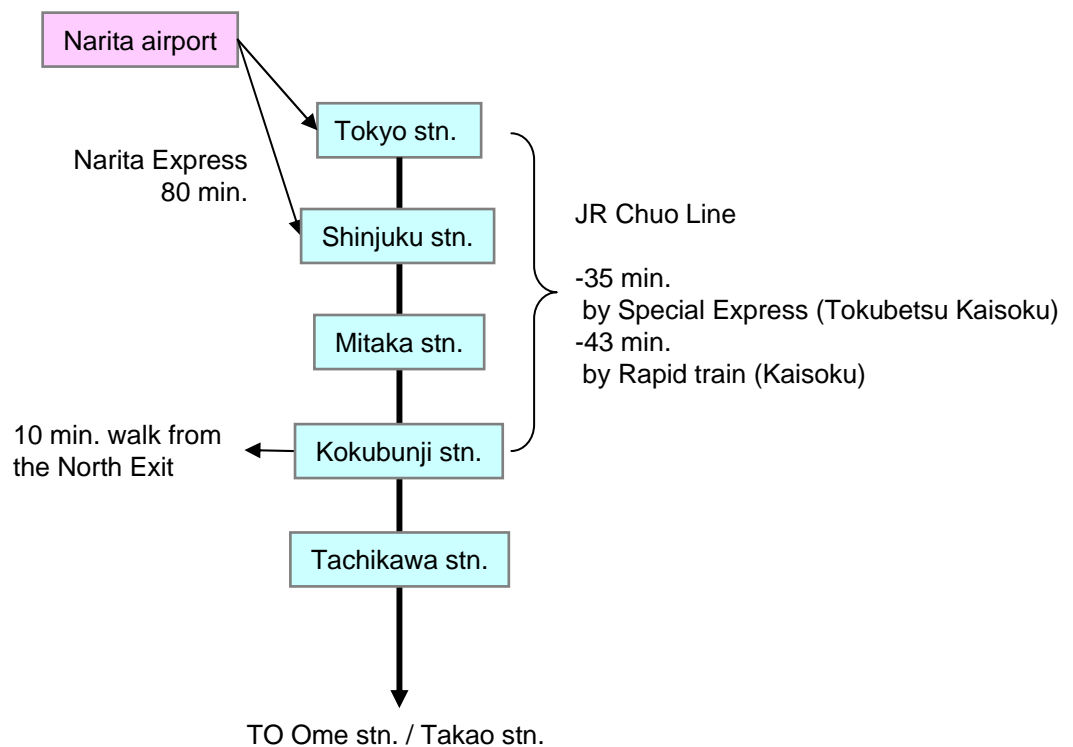 Narita airport
Tokyo stn.
Narita Express
80 min.
Shinjuku stn.
JR Chuo Line
-35 min.
by Special Express (Tokubetsu Kaisoku)
-43 min.
by Rapid train (Kaisoku)
Mitaka stn.
10 min. walk from
the North Exit
Kokubunji stn.
Tachikawa stn.
TO Ome stn. / Takao stn.